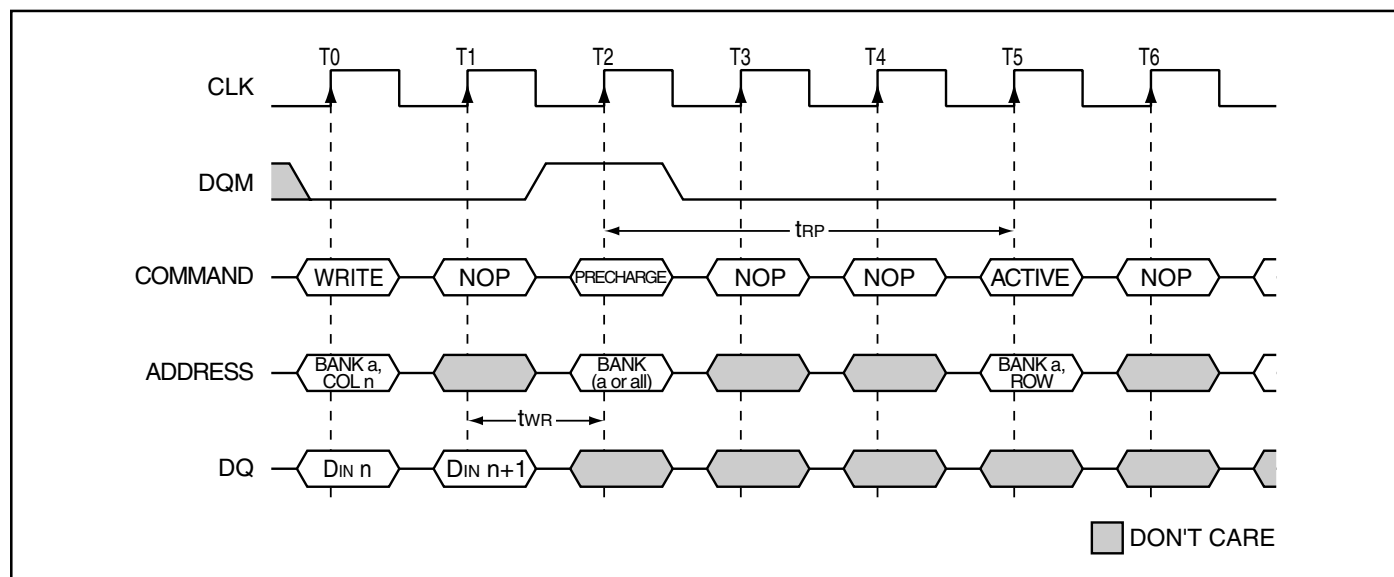 T0 T1 T2 T3 T4 T5 T6
CLK
DQM
tRP
COMMAND WRITE NOP PRECHARGE NOP NOP ACTIVE NOP
ADDRESS BANK a, COL n BANK (a or all) BANK a, ROW
tWR
DQ DIN n DIN n+1
DON'T CARE